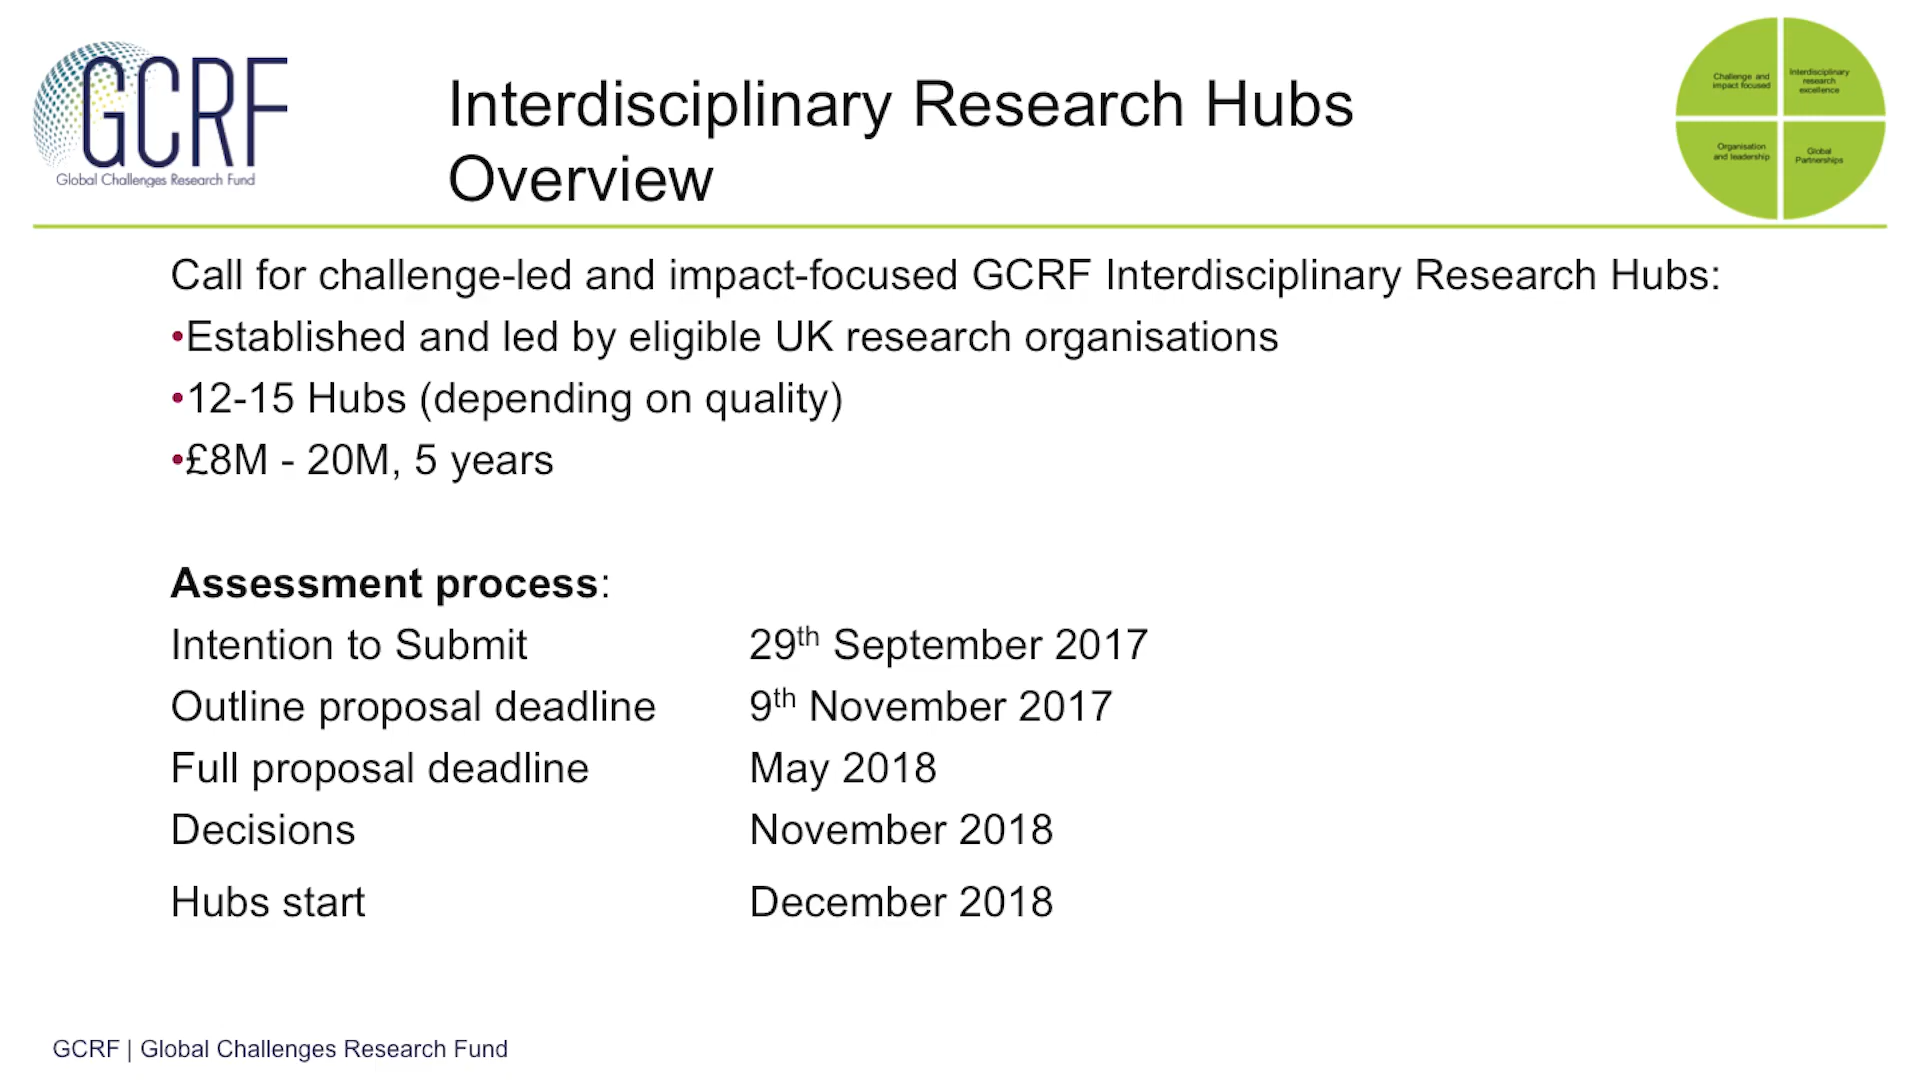 GCRF
Global Challenges Research Fund
Interdisciplinary Research Hubs
Overview
Challenge and
impact focused
Interdisciplinary
research
excellence
Organisation
and leadership
Global
Partnerships
Call for challenge-led and impact-focused GCRF Interdisciplinary Research Hubs:
•Established and led by eligible UK research organisations
•12-15 Hubs (depending on quality)
•£8M - 20M, 5 years
Assessment process:
Intention to Submit 29th September 2017
Outline proposal deadline 9th November 2017
Full proposal deadline May 2018
Decisions November 2018
Hubs start December 2018
GCRF | Global Challenges Research Fund